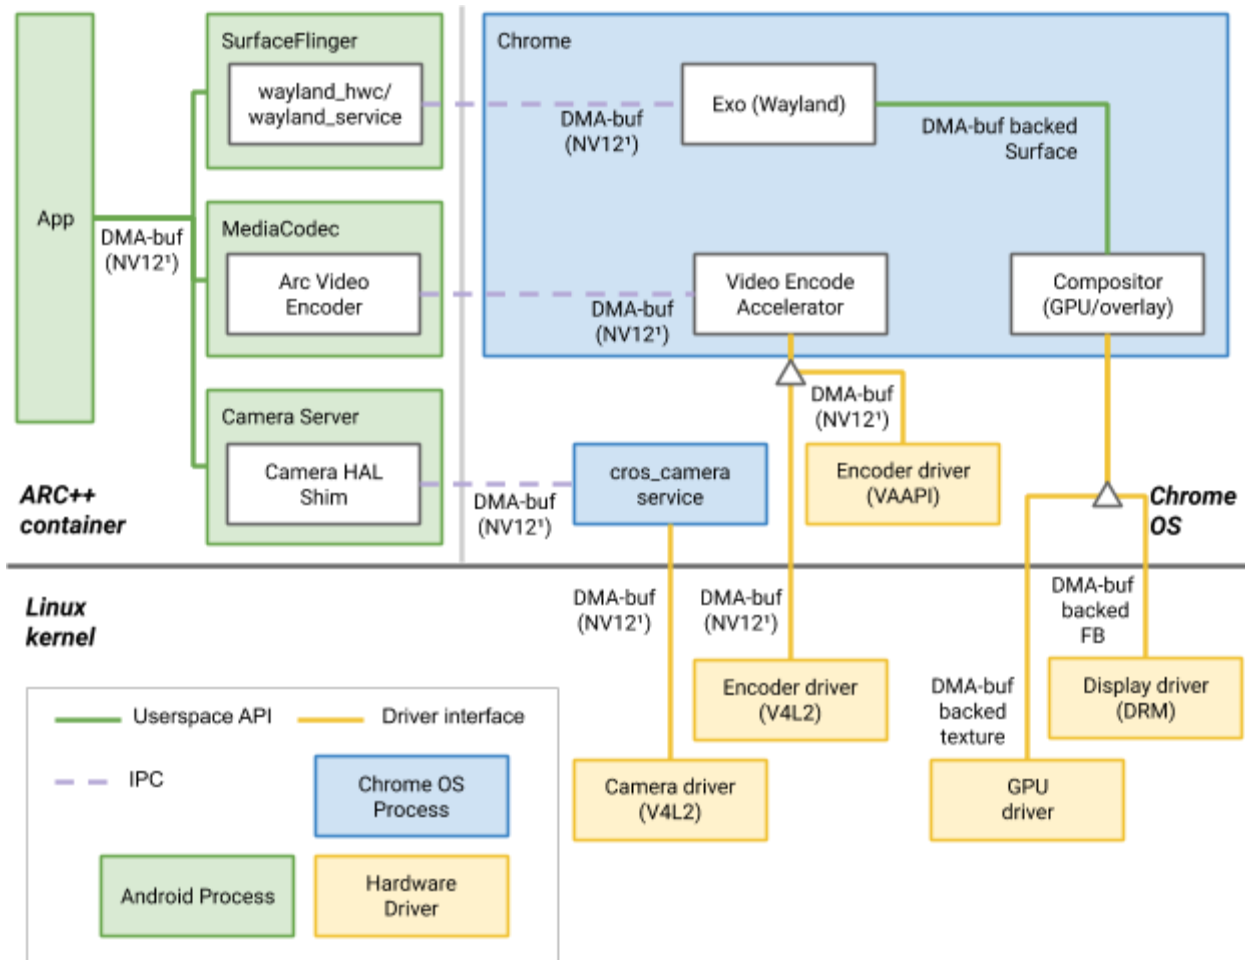 SurfaceFlinger
wayland_hwc/
wayland_service
Chrome
Exo (Wayland)
DMA-buf
(NV12¹)
DMA-buf backed
Surface
App
DMA-buf
(NV12¹)
MediaCodec
Arc Video
Encoder
DMA-buf
(NV12¹)
Video Encode
Accelerator
Compositor
(GPU/overlay)
DMA-buf
(NV12¹)
Camera Server
Camera HAL
Shim
DMA-buf
(NV12¹)
cros_camera
service
Encoder driver
(VAAPI)
ARC++
container
Chrome
OS
Linux
kernel
DMA-buf
(NV12¹)
DMA-buf
(NV12¹)
DMA-buf
backed
FB
Encoder driver
(V4L2)
DMA-buf
backed
texture
Display driver
(DRM)
Camera driver
(V4L2)
GPU
driver
Userspace API
Driver interface
IPC
Chrome OS
Process
Android Process
Hardware
Driver